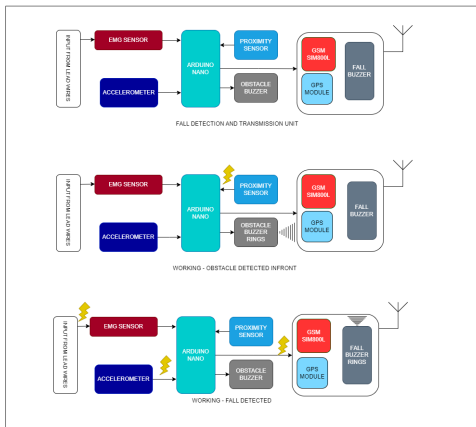 INPUT FROM LEAD WIRES
EMG SENSOR
ACCELEROMETER
ARDUINO
NANO
PROXIMITY
SENSOR
OBSTACLE
BUZZER
GSM
SIM800L
GPS
MODULE
FALL
BUZZER
FALL DETECTION AND TRANSMISSION UNIT
INPUT FROM LEAD WIRES
EMG SENSOR
ACCELEROMETER
ARDUINO
NANO
PROXIMITY
SENSOR
OBSTACLE
BUZZER
RINGS
GSM
SIM800L
GPS
MODULE
FALL
BUZZER
WORKING - OBSTACLE DETECTED INFRONT
INPUT FROM LEAD WIRES
EMG SENSOR
ACCELEROMETER
ARDUINO
NANO
PROXIMITY
SENSOR
OBSTACLE
BUZZER
GSM
SIM800L
GPS
MODULE
FALL
BUZZER
RINGS
WORKING - FALL DETECTED